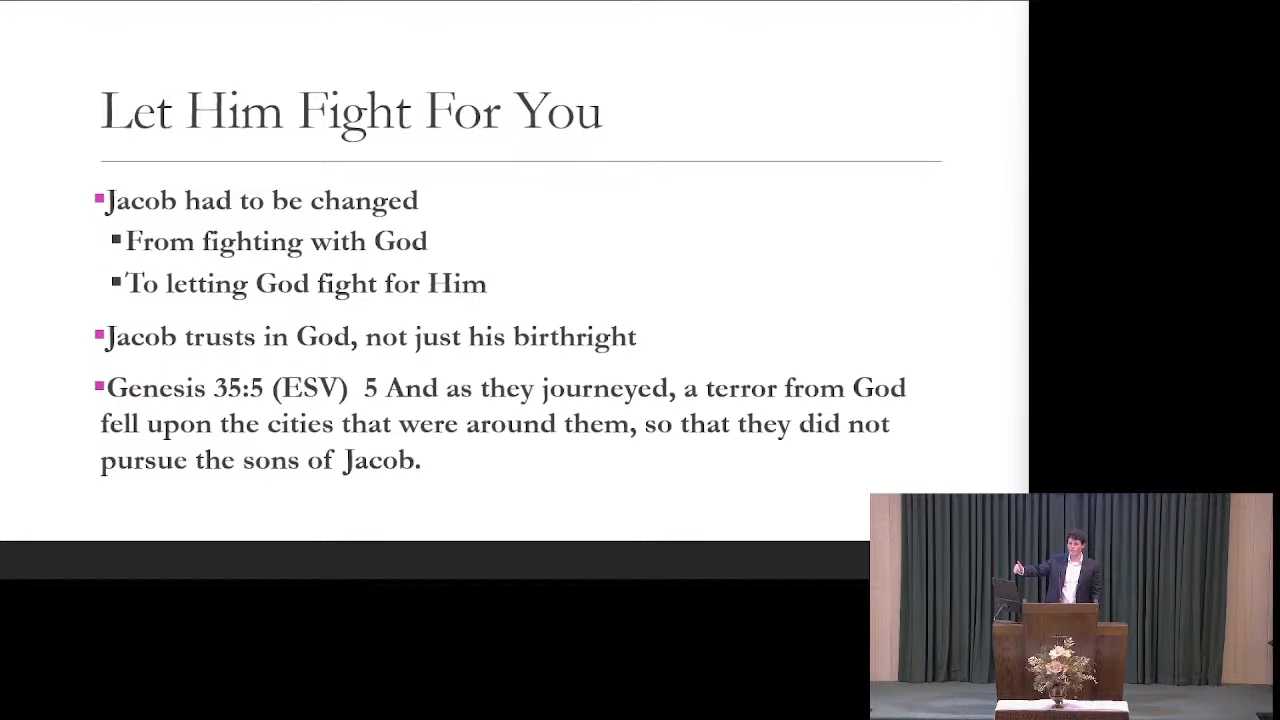 Let Him Fight For You
▪Jacob had to be changed
▪From fighting with God
▪To letting God fight for Him
▪Jacob trusts in God, not just his birthright
▪Genesis 35:5 (ESV)  5 And as they journeyed, a terror from God
fell upon the cities that were around them, so that they did not
pursue the sons of Jacob.